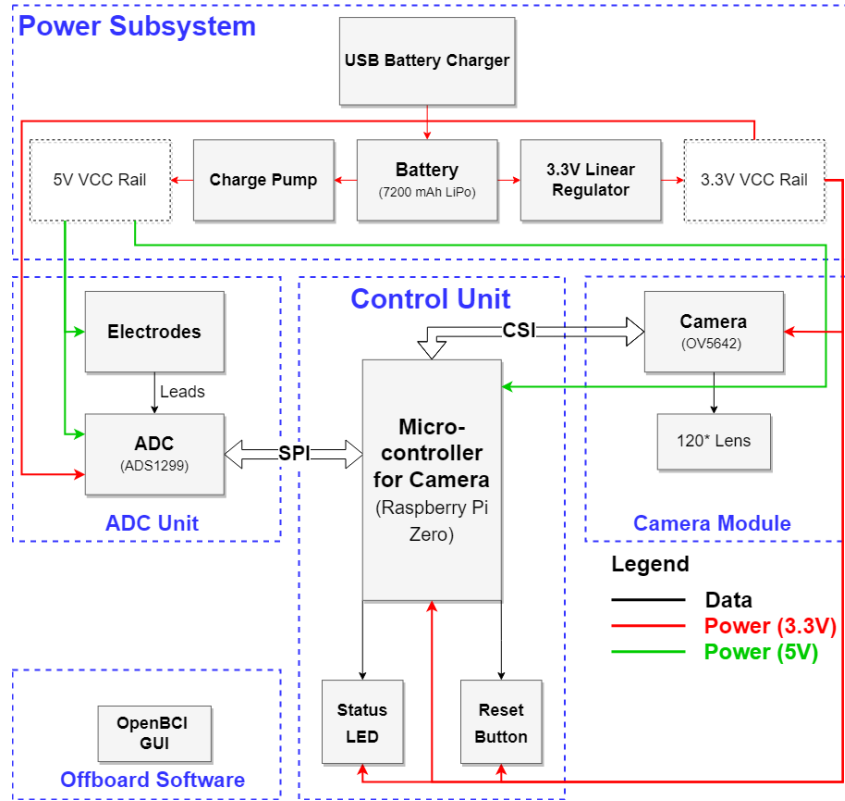 Power Subsystem
USB Battery Charger
5V VCC Rail
Charge Pump
Battery
(7200 mAh LiPo)
3.3V Linear
Regulator
3.3V VCC Rail
Control Unit
Electrodes
Leads
ADC
(ADS1299)
ADC Unit
SPI
CSI
Micro-
controller
for Camera
(Raspberry Pi
Zero)
Camera
(OV5642)
120* Lens
Camera Module
Legend
Data
Power (3.3V)
Power (5V)
Status
LED
Reset
Button
OpenBCI
GUI
Offboard Software